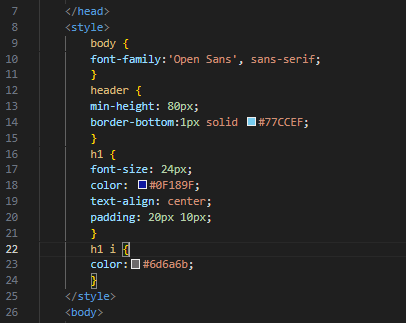 7 </head>
8 <style>
9 body {
10 font-family:'Open Sans', sans-serif;
11 }
12 header {
13 min-height: 80px;
14 border-bottom:1px solid #77CCEF;
15 }
16 h1 {
17 font-size: 24px;
18 color: #0F189F;
19 text-align: center;
20 padding: 20px 10px;
21 }
22 h1 i {
23 color:#6d6a6b;
24 }
25 </style>
26 <body>